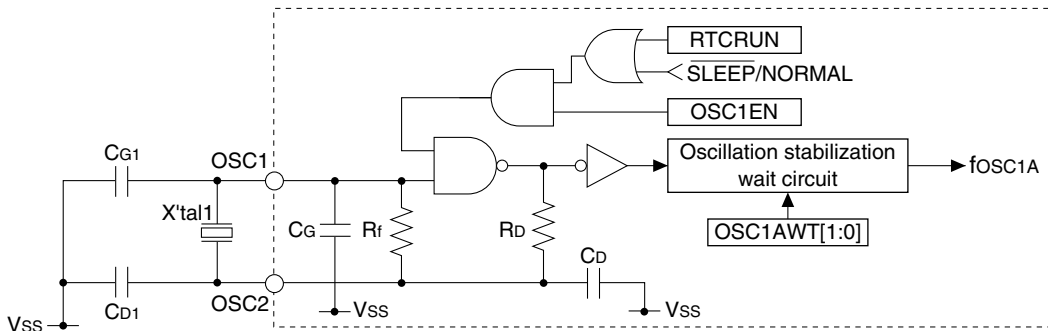 RTCRUN
SLEEP/NORMAL
OSC1EN
CG1
OSC1
Oscillation stabilization
wait circuit
fOSC1A
X'tal1
CG
Rf
RD
OSC1AWT[1:0]
CD
OSC2
CD1
VSS
VSS
VSS